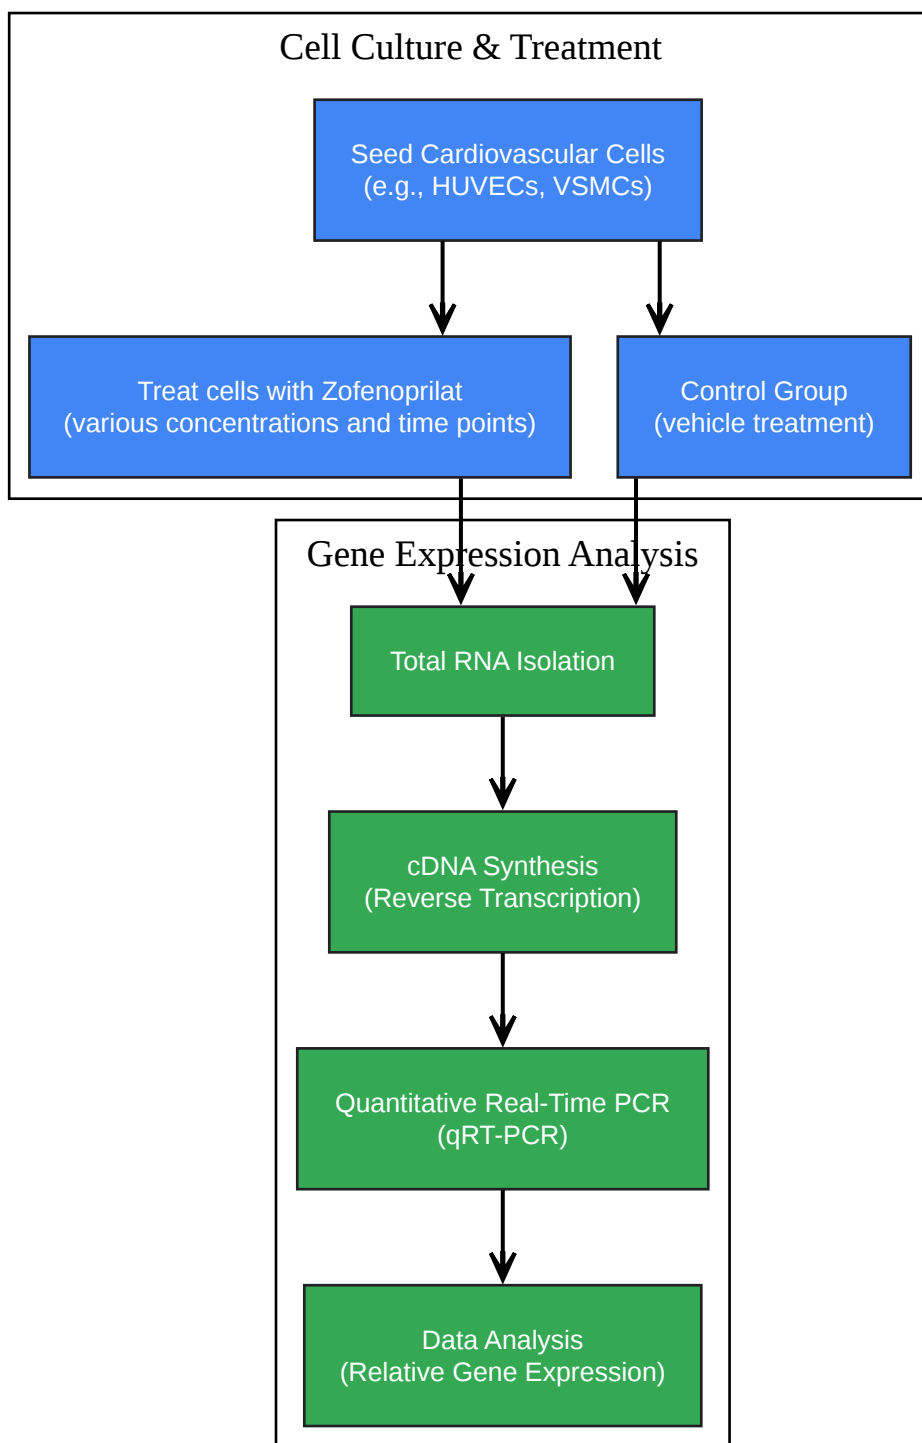 Cell Culture & Treatment
Seed Cardiovascular Cells
(e.g., HUVECs, VSMCs)
Treat cells with Zofenoprilat
(various concentrations and time points)
Control Group
(vehicle treatment)
Gene Expression Analysis
Total RNA Isolation
cDNA Synthesis
(Reverse Transcription)
Quantitative Real-Time PCR
(qRT-PCR)
Data Analysis
(Relative Gene Expression)